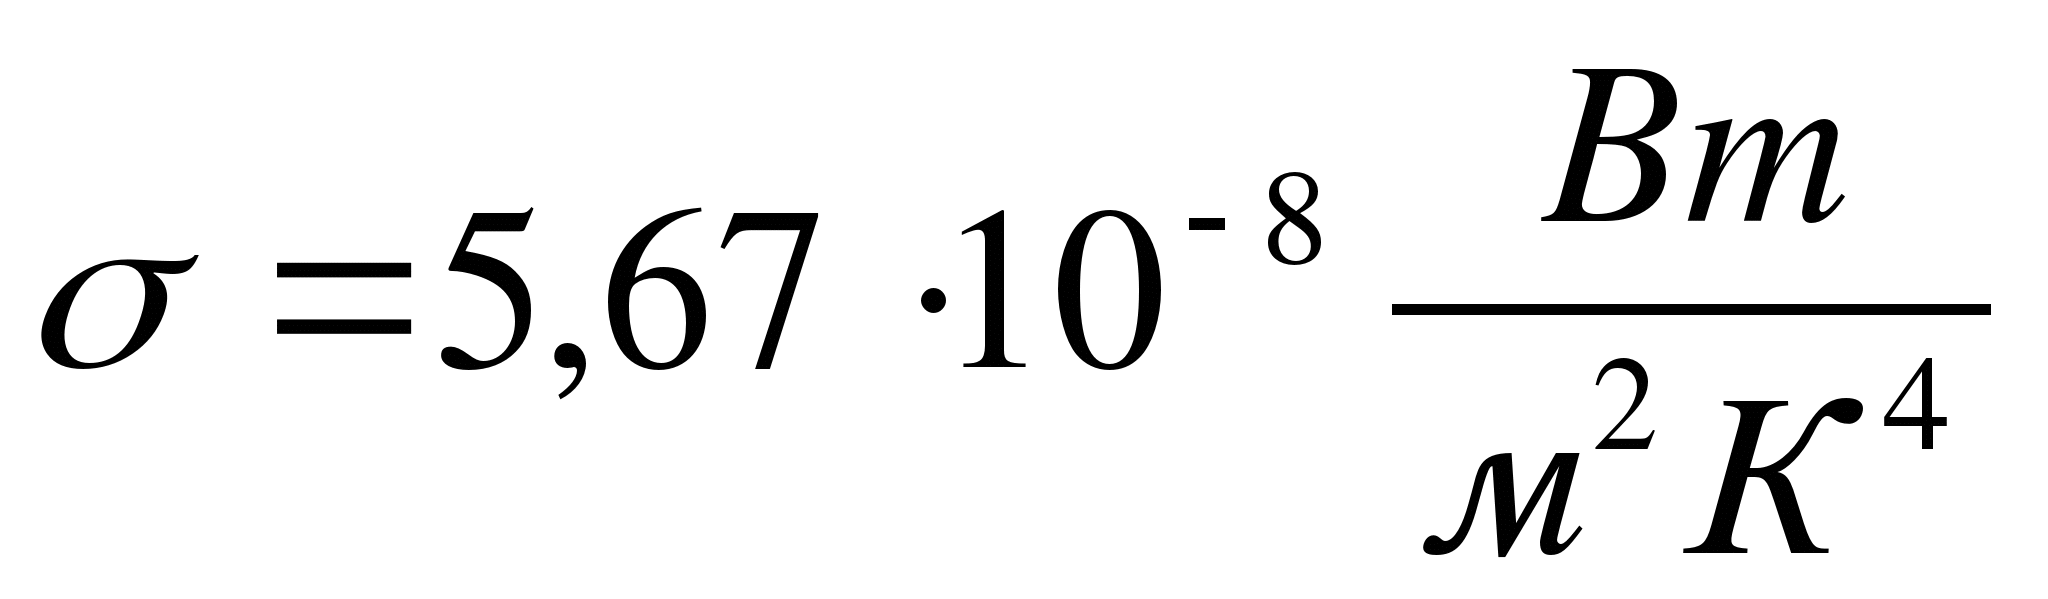 σ = 5,67 ·10⁻⁸ Вт/м²К⁴